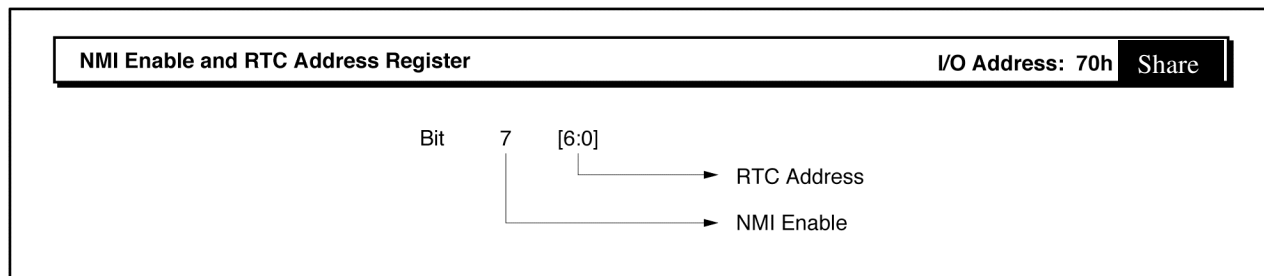 NMI Enable and RTC Address Register I/O Address: 70h Share
Bit 7 [6:0]
RTC Address
NMI Enable